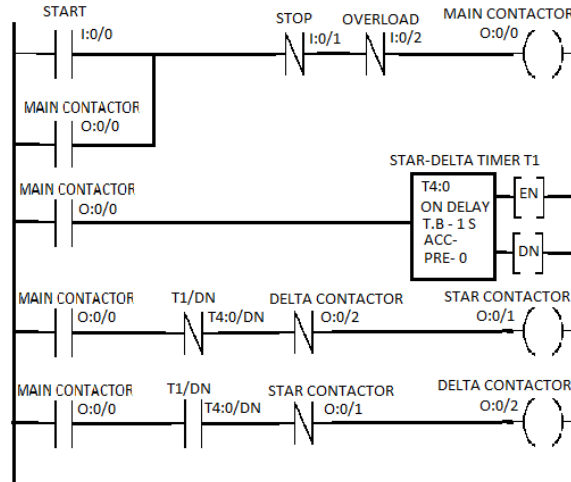 START
I:0/0
STOP
I:0/1
OVERLOAD
I:0/2
MAIN CONTACTOR
O:0/0
MAIN CONTACTOR
O:0/0
STAR-DELTA TIMER T1
MAIN CONTACTOR
O:0/0
T4:0
ON DELAY
T.B - 1 S
ACC-
PRE- 0
EN
DN
MAIN CONTACTOR
O:0/0
T1/DN
T4:0/DN
DELTA CONTACTOR
O:0/2
STAR CONTACTOR
O:0/1
MAIN CONTACTOR
O:0/0
T1/DN
T4:0/DN
STAR CONTACTOR
O:0/1
DELTA CONTACTOR
O:0/2